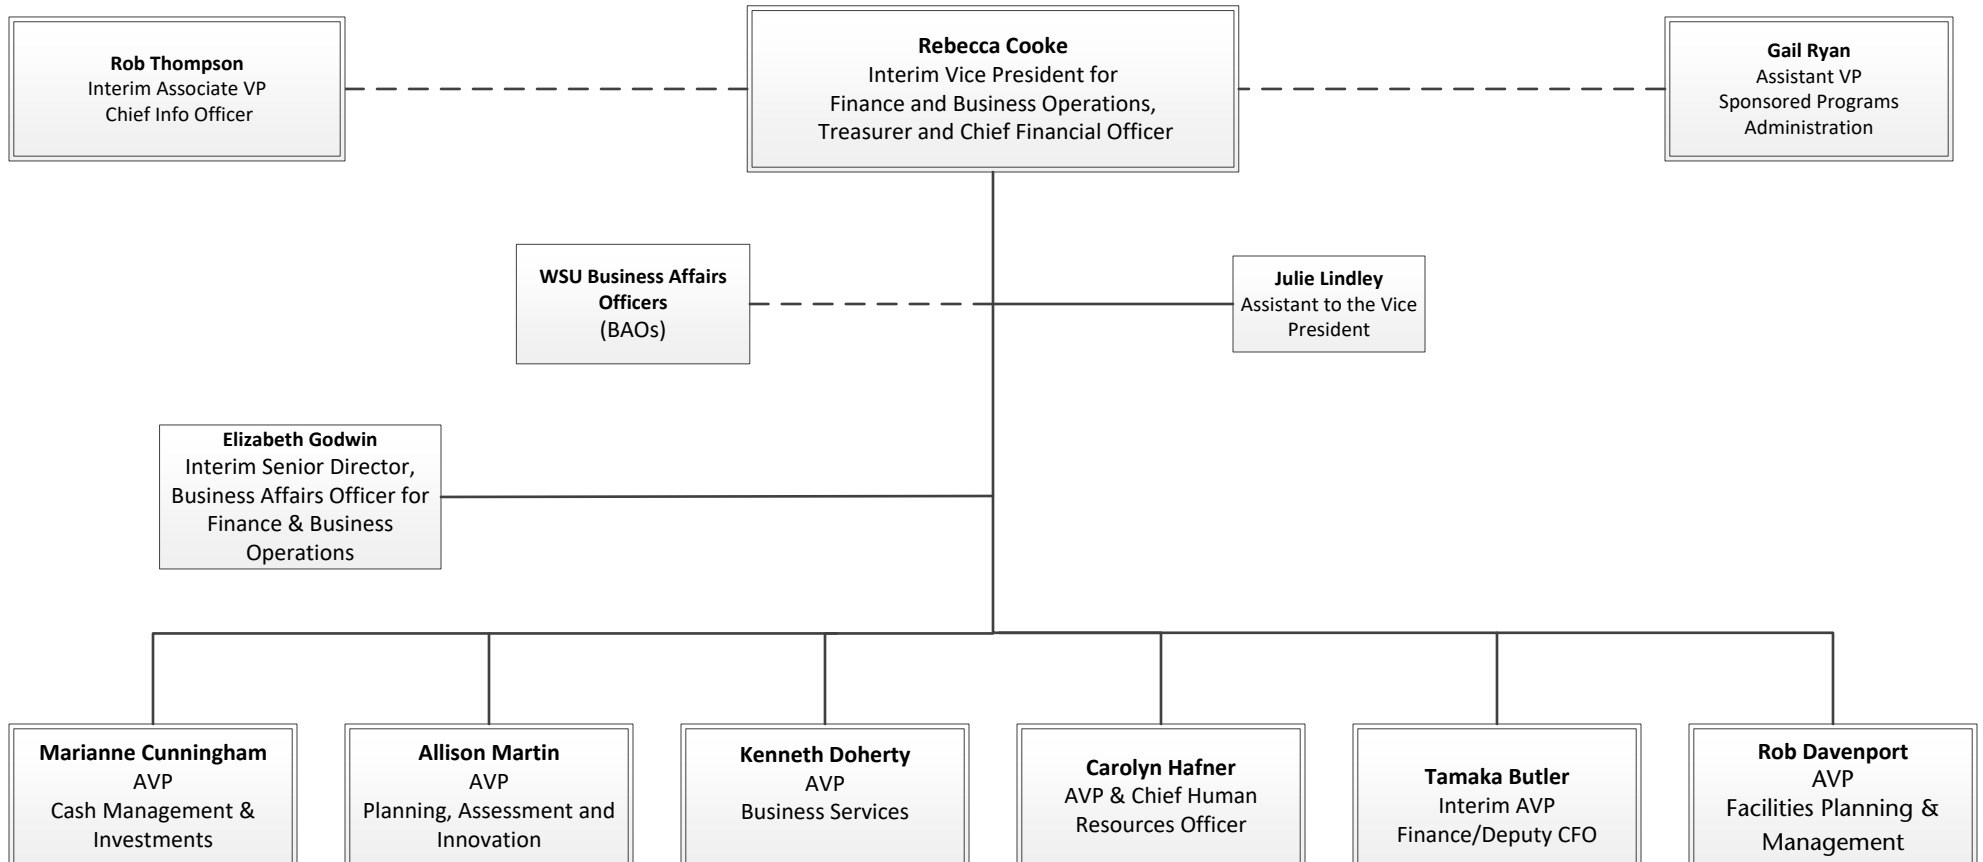 Rob Thompson
Interim Associate VP
Chief Info Officer
Rebecca Cooke
Interim Vice President for
Finance and Business Operations,
Treasurer and Chief Financial Officer
Gail Ryan
Assistant VP
Sponsored Programs
Administration
WSU Business Affairs
Officers
(BAOs)
Julie Lindley
Assistant to the Vice
President
Elizabeth Godwin
Interim Senior Director,
Business Affairs Officer for
Finance & Business
Operations
Marianne Cunningham
AVP
Cash Management &
Investments
Allison Martin
AVP
Planning, Assessment and
Innovation
Kenneth Doherty
AVP
Business Services
Carolyn Hafner
AVP & Chief Human
Resources Officer
Tamaka Butler
Interim AVP
Finance/Deputy CFO
Rob Davenport
AVP
Facilities Planning &
Management